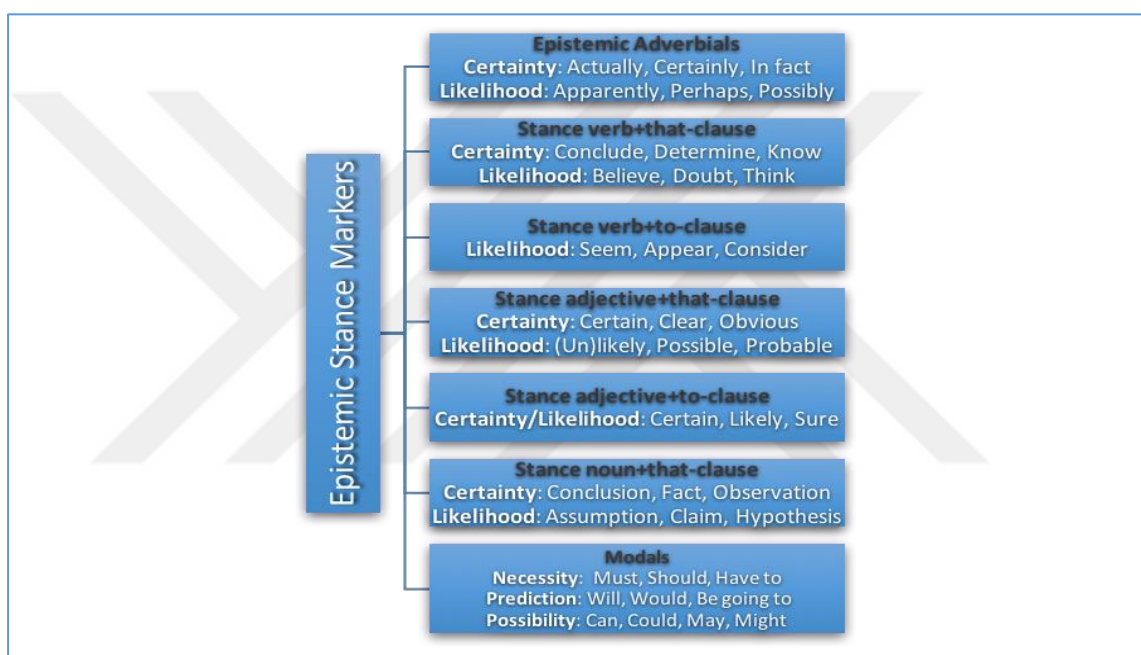 Epistemic Stance Markers
Epistemic Adverbials
Certainty: Actually, Certainly, In fact
Likelihood: Apparently, Perhaps, Possibly
Stance verb+that-clause
Certainty: Conclude, Determine, Know
Likelihood: Believe, Doubt, Think
Stance verb+to-clause
Likelihood: Seem, Appear, Consider
Stance adjective+that-clause
Certainty: Certain, Clear, Obvious
Likelihood: (Un)likely, Possible, Probable
Stance adjective+to-clause
Certainty/Likelihood: Certain, Likely, Sure
Stance noun+that-clause
Certainty: Conclusion, Fact, Observation
Likelihood: Assumption, Claim, Hypothesis
Modals
Necessity: Must, Should, Have to
Prediction: Will, Would, Be going to
Possibility: Can, Could, May, Might